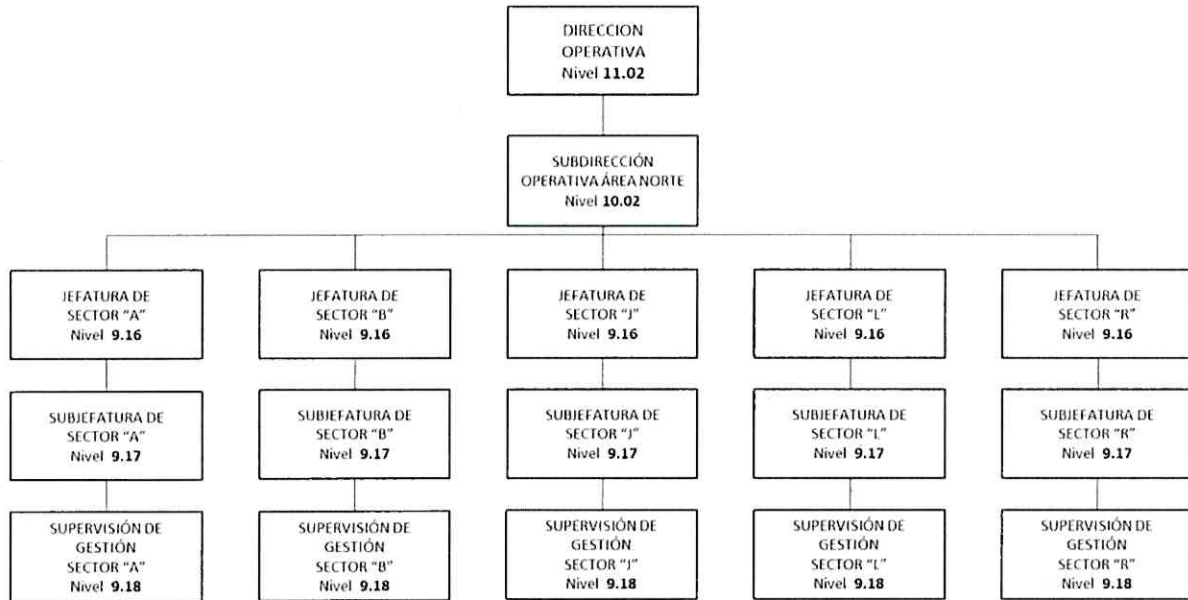 DIRECCION
OPERATIVA
Nivel 11.02
SUBDIRECCIÓN
OPERATIVA ÁREA NORTE
Nivel 10.02
JEFATURA DE
SECTOR "A"
Nivel 9.16
JEFATURA DE
SECTOR "B"
Nivel 9.16
JEFATURA DE
SECTOR "J"
Nivel 9.16
JEFATURA DE
SECTOR "L"
Nivel 9.16
JEFATURA DE
SECTOR "R"
Nivel 9.16
SUBJEFATURA DE
SECTOR "A"
Nivel 9.17
SUBJEFATURA DE
SECTOR "B"
Nivel 9.17
SUBJEFATURA DE
SECTOR "J"
Nivel 9.17
SUBJEFATURA DE
SECTOR "L"
Nivel 9.17
SUBJEFATURA DE
SECTOR "R"
Nivel 9.17
SUPERVISIÓN DE
GESTIÓN
SECTOR "A"
Nivel 9.18
SUPERVISIÓN DE
GESTIÓN
SECTOR "B"
Nivel 9.18
SUPERVISIÓN DE
GESTIÓN
SECTOR "J"
Nivel 9.18
SUPERVISIÓN DE
GESTIÓN
SECTOR "L"
Nivel 9.18
SUPERVISIÓN DE
GESTIÓN
SECTOR "R"
Nivel 9.18